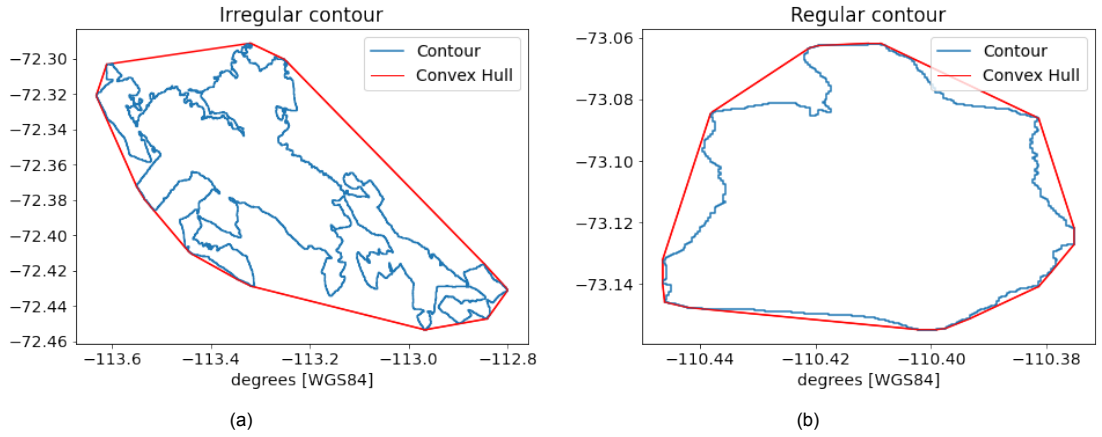 Irregular contour
Contour
Convex Hull
−72.30
−72.32
−72.34
−72.36
−72.38
−72.40
−72.42
−72.44
−72.46
−113.6
−113.4
−113.2
−113.0
−112.8
degrees [WGS84]
(a)
Regular contour
Contour
Convex Hull
−73.06
−73.08
−73.10
−73.12
−73.14
−110.44
−110.42
−110.40
−110.38
degrees [WGS84]
(b)